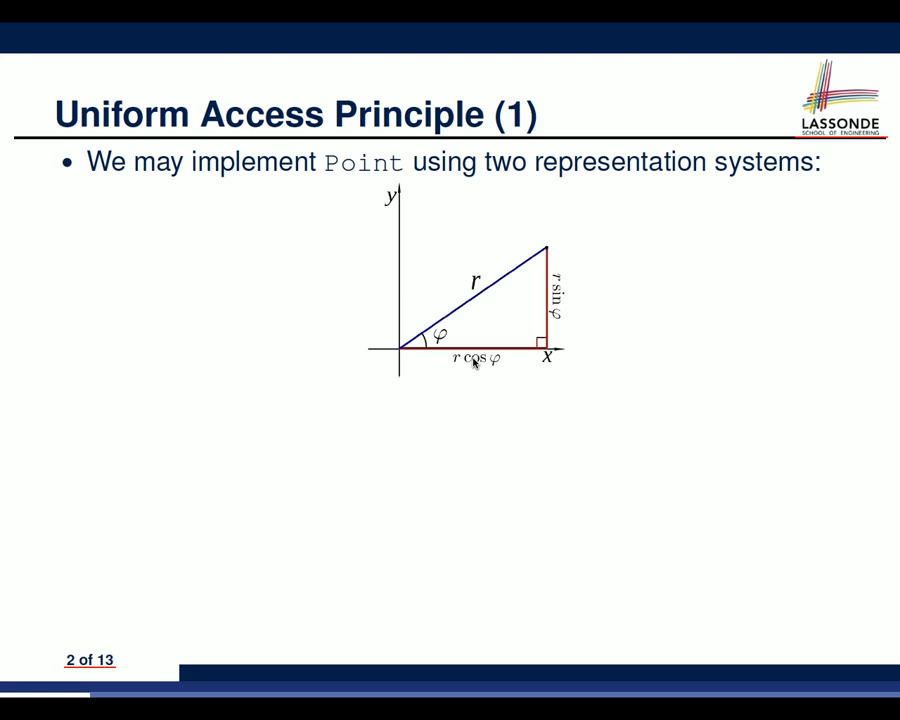 Uniform Access Principle (1)
LASSONDE
SCHOOL OF ENGINEERING
• We may implement Point using two representation systems:
y
r
r sin φ
φ
r cos φ
x
2 of 13